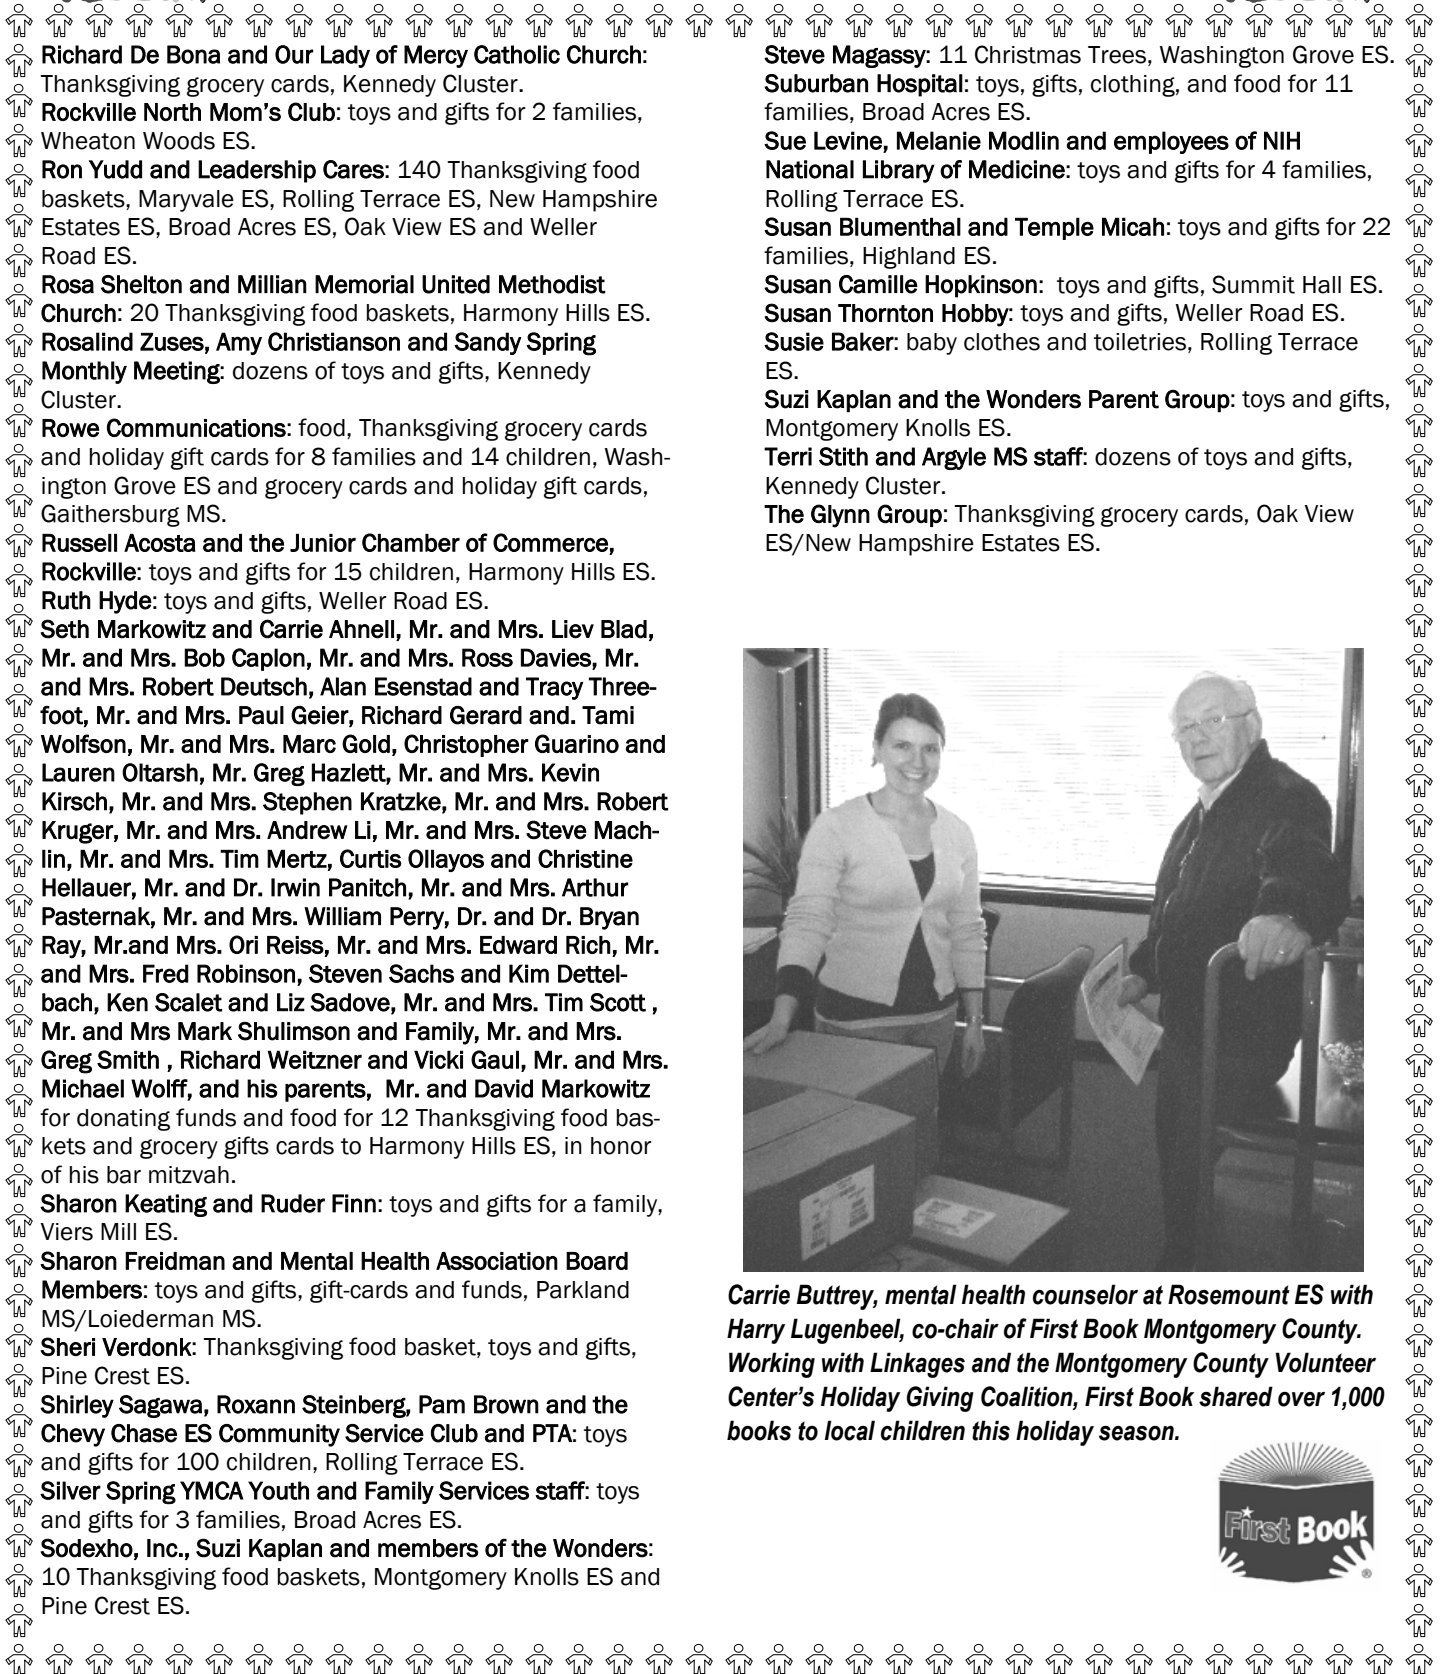 Richard De Bona and Our Lady of Mercy Catholic Church:
Thanksgiving grocery cards, Kennedy Cluster.
Rockville North Mom's Club: toys and gifts for 2 families,
Wheaton Woods ES.
Ron Yudd and Leadership Cares: 140 Thanksgiving food
baskets, Maryvale ES, Rolling Terrace ES, New Hampshire
Estates ES, Broad Acres ES, Oak View ES and Weller
Road ES.
Rosa Shelton and Millian Memorial United Methodist
Church: 20 Thanksgiving food baskets, Harmony Hills ES.
Rosalind Zuses, Amy Christianson and Sandy Spring
Monthly Meeting: dozens of toys and gifts, Kennedy
Cluster.
Rowe Communications: food, Thanksgiving grocery cards
and holiday gift cards for 8 families and 14 children, Wash-
ington Grove ES and grocery cards and holiday gift cards,
Gaithersburg MS.
Russell Acosta and the Junior Chamber of Commerce,
Rockville: toys and gifts for 15 children, Harmony Hills ES.
Ruth Hyde: toys and gifts, Weller Road ES.
Seth Markowitz and Carrie Ahnell, Mr. and Mrs. Liev Blad,
Mr. and Mrs. Bob Caplon, Mr. and Mrs. Ross Davies, Mr.
and Mrs. Robert Deutsch, Alan Esenstad and Tracy Three-
foot, Mr. and Mrs. Paul Geier, Richard Gerard and. Tami
Wolfson, Mr. and Mrs. Marc Gold, Christopher Guarino and
Lauren Oltarsh, Mr. Greg Hazlett, Mr. and Mrs. Kevin
Kirsch, Mr. and Mrs. Stephen Kratzke, Mr. and Mrs. Robert
Kruger, Mr. and Mrs. Andrew Li, Mr. and Mrs. Steve Mach-
lin, Mr. and Mrs. Tim Mertz, Curtis Ollayos and Christine
Hellauer, Mr. and Dr. Irwin Panitch, Mr. and Mrs. Arthur
Pasternak, Mr. and Mrs. William Perry, Dr. and Dr. Bryan
Ray, Mr.and Mrs. Ori Reiss, Mr. and Mrs. Edward Rich, Mr.
and Mrs. Fred Robinson, Steven Sachs and Kim Dettel-
bach, Ken Scalet and Liz Sadove, Mr. and Mrs. Tim Scott ,
Mr. and Mrs Mark Shulimson and Family, Mr. and Mrs.
Greg Smith , Richard Weitzner and Vicki Gaul, Mr. and Mrs.
Michael Wolff, and his parents,  Mr. and David Markowitz
for donating funds and food for 12 Thanksgiving food bas-
kets and grocery gifts cards to Harmony Hills ES, in honor
of his bar mitzvah.
Sharon Keating and Ruder Finn: toys and gifts for a family,
Viers Mill ES.
Sharon Freidman and Mental Health Association Board
Members: toys and gifts, gift-cards and funds, Parkland
MS/Loiederman MS.
Sheri Verdonk: Thanksgiving food basket, toys and gifts,
Pine Crest ES.
Shirley Sagawa, Roxann Steinberg, Pam Brown and the
Chevy Chase ES Community Service Club and PTA: toys
and gifts for 100 children, Rolling Terrace ES.
Silver Spring YMCA Youth and Family Services staff: toys
and gifts for 3 families, Broad Acres ES.
Sodexho, Inc., Suzi Kaplan and members of the Wonders:
10 Thanksgiving food baskets, Montgomery Knolls ES and
Pine Crest ES.
Steve Magassy: 11 Christmas Trees, Washington Grove ES.
Suburban Hospital: toys, gifts, clothing, and food for 11
families, Broad Acres ES.
Sue Levine, Melanie Modlin and employees of NIH
National Library of Medicine: toys and gifts for 4 families,
Rolling Terrace ES.
Susan Blumenthal and Temple Micah: toys and gifts for 22
families, Highland ES.
Susan Camille Hopkinson:  toys and gifts, Summit Hall ES.
Susan Thornton Hobby: toys and gifts, Weller Road ES.
Susie Baker: baby clothes and toiletries, Rolling Terrace
ES.
Suzi Kaplan and the Wonders Parent Group: toys and gifts,
Montgomery Knolls ES.
Terri Stith and Argyle MS staff: dozens of toys and gifts,
Kennedy Cluster.
The Glynn Group: Thanksgiving grocery cards, Oak View
ES/New Hampshire Estates ES.
Carrie Buttrey, mental health counselor at Rosemount ES with
Harry Lugenbeel, co-chair of First Book Montgomery County.
Working with Linkages and the Montgomery County Volunteer
Center's Holiday Giving Coalition, First Book shared over 1,000
books to local children this holiday season.
First Book
®